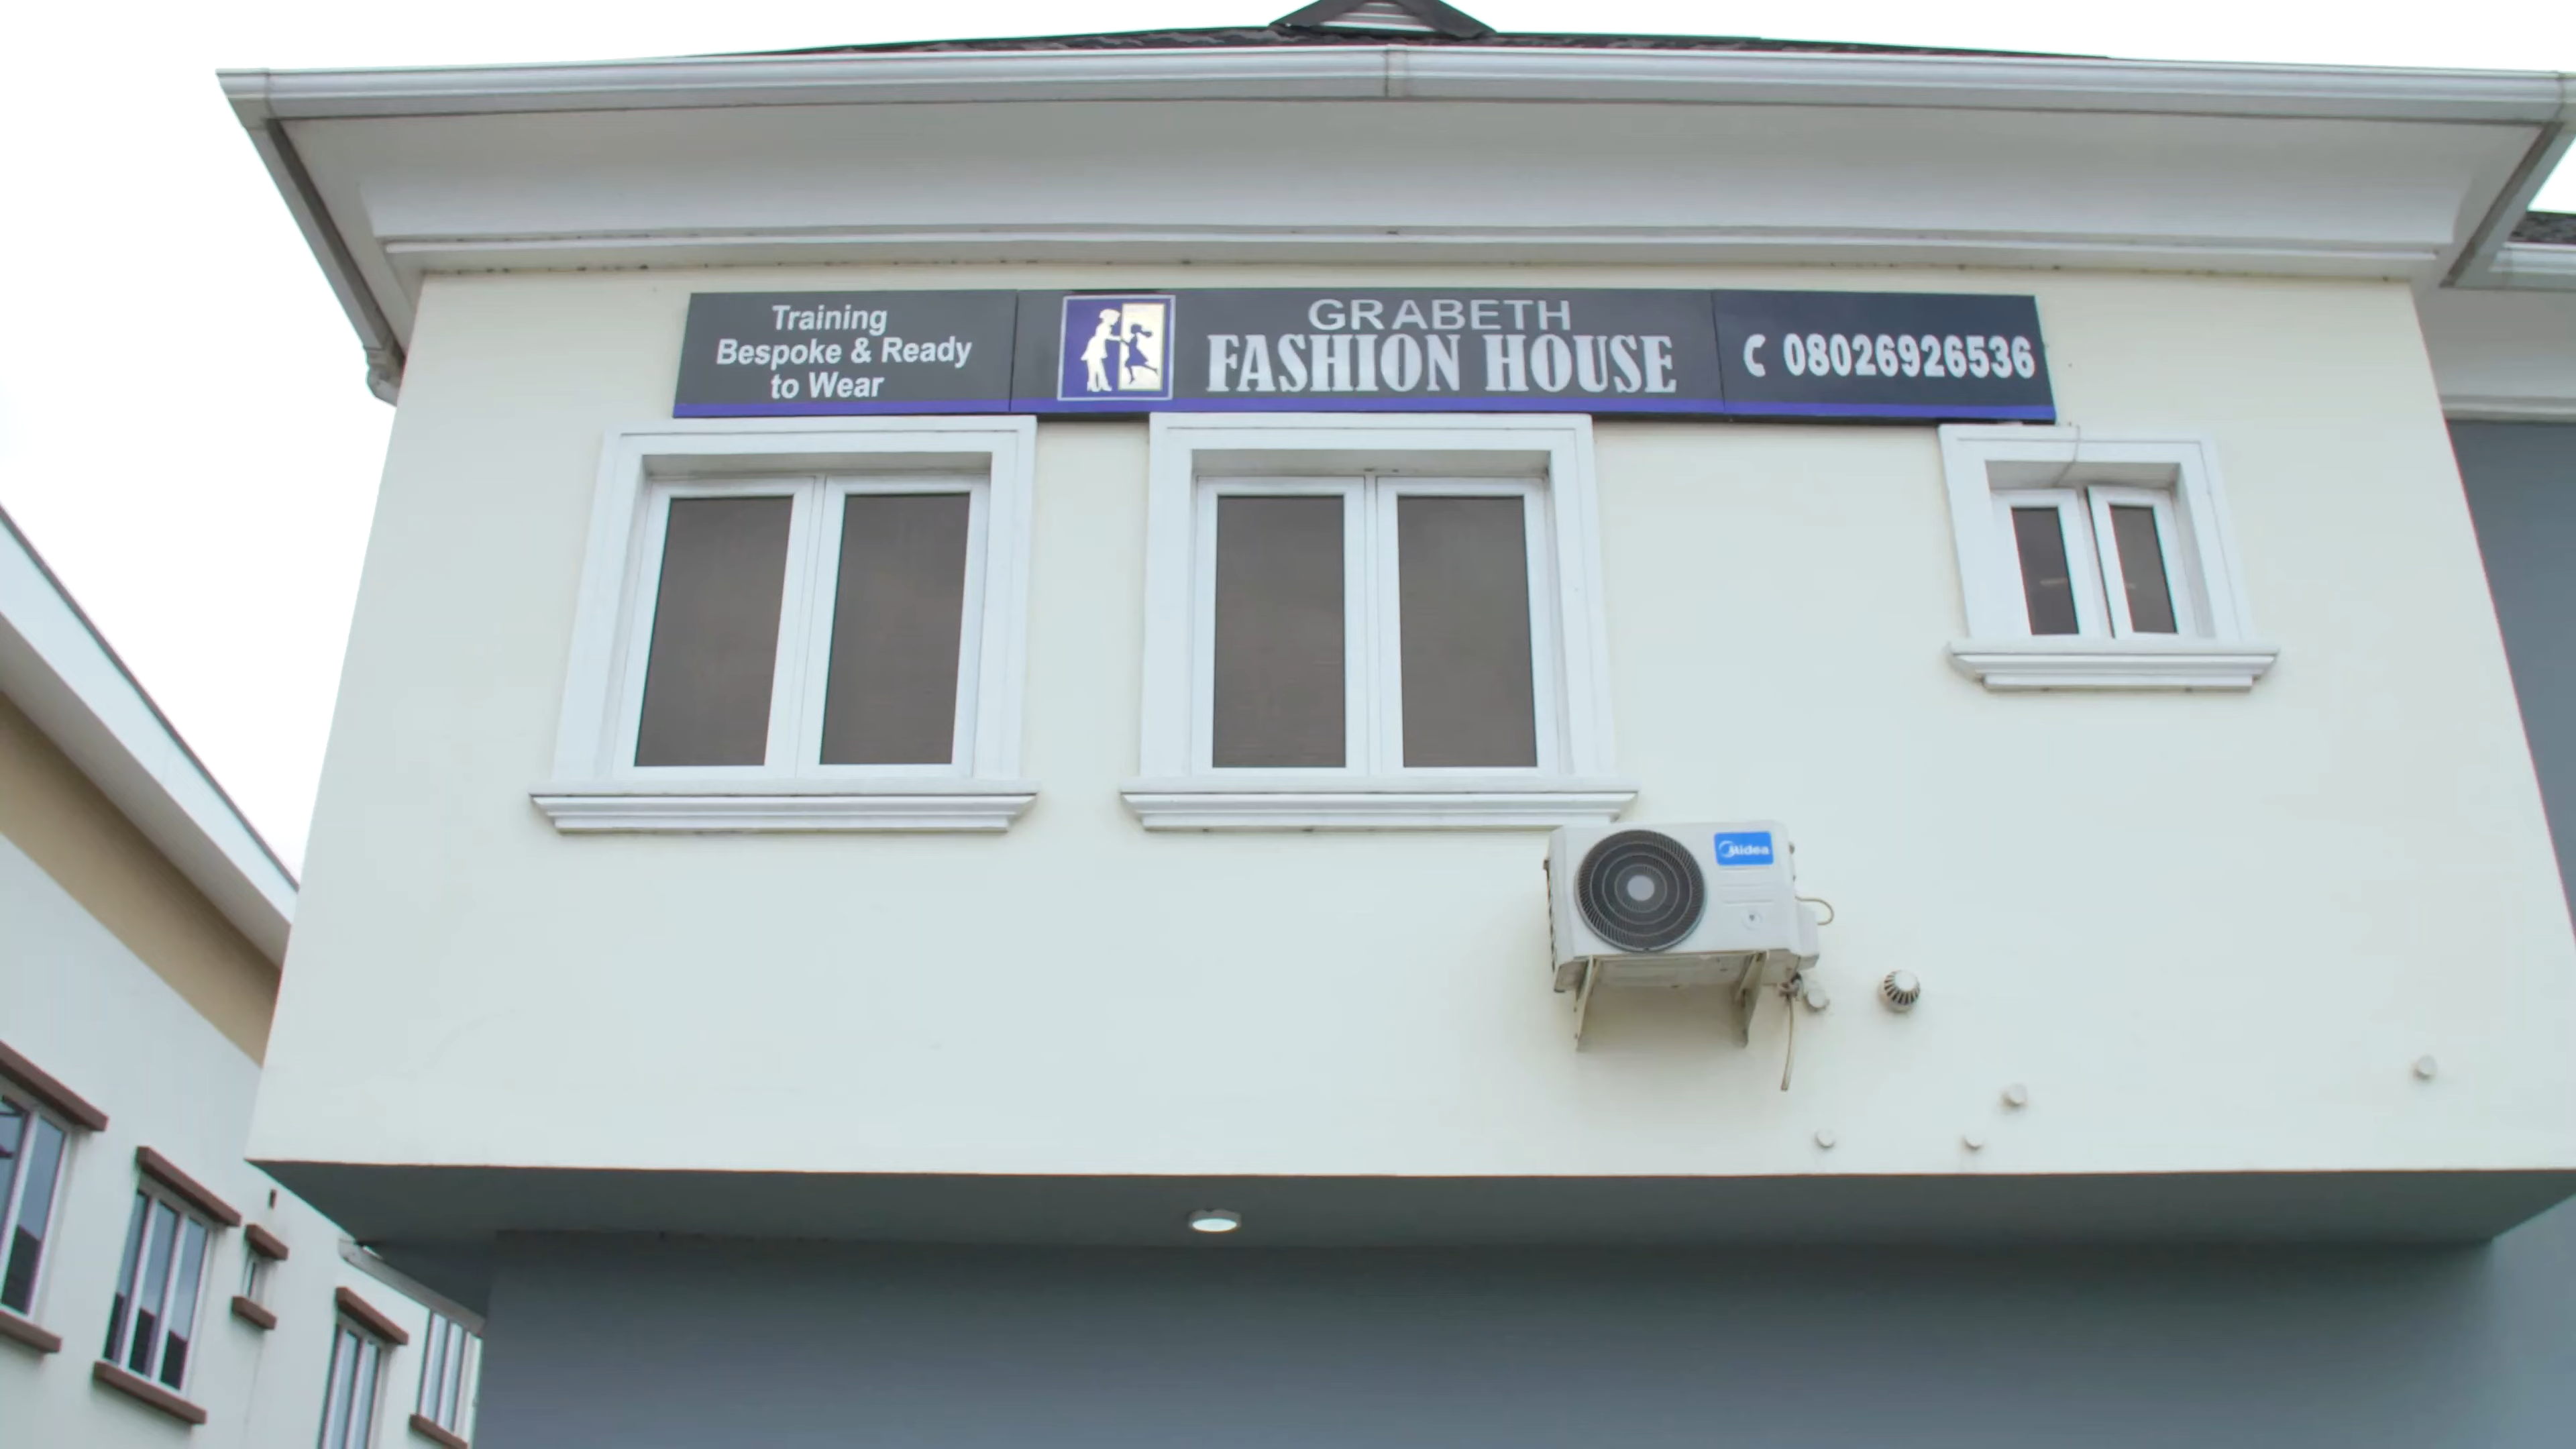 Training
Bespoke & Ready
to Wear
GRABETH
FASHION HOUSE
08026926536
Midea